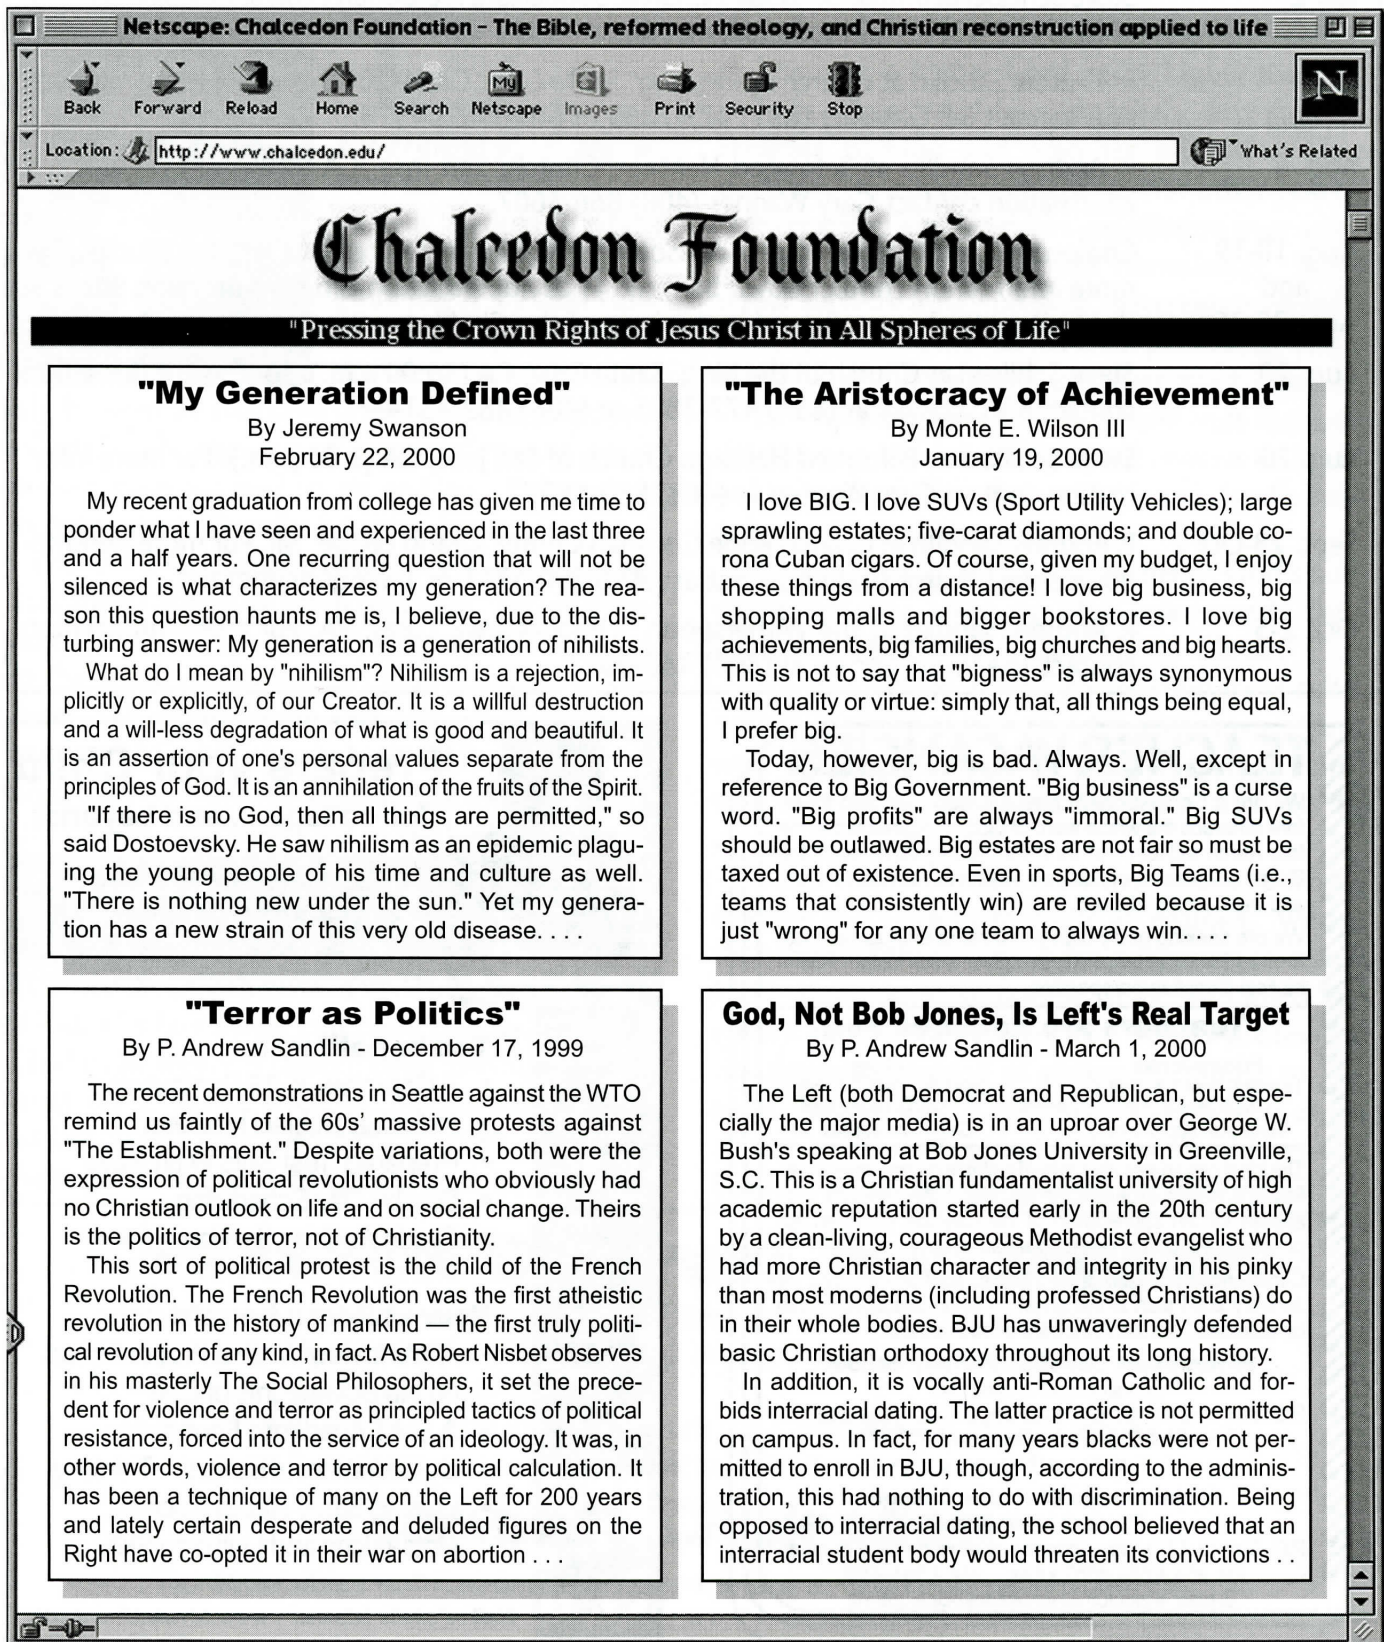 Netscape: Chalcedon Foundation – The Bible, reformed theology, and Christian reconstruction applied to life
Back Forward Reload Home Search Netscape Images Print Security Stop
My
N
Location: http://www.chalcedon.edu/ What's Related
Chalcedon Foundation
"Pressing the Crown Rights of Jesus Christ in All Spheres of Life"
"My Generation Defined"
By Jeremy Swanson
February 22, 2000
My recent graduation from college has given me time to
ponder what I have seen and experienced in the last three
and a half years. One recurring question that will not be
silenced is what characterizes my generation? The rea-
son this question haunts me is, I believe, due to the dis-
turbing answer: My generation is a generation of nihilists.
What do I mean by "nihilism"? Nihilism is a rejection, im-
plicitly or explicitly, of our Creator. It is a willful destruction
and a will-less degradation of what is good and beautiful. It
is an assertion of one's personal values separate from the
principles of God. It is an annihilation of the fruits of the Spirit.
"If there is no God, then all things are permitted," so
said Dostoevsky. He saw nihilism as an epidemic plagu-
ing the young people of his time and culture as well.
"There is nothing new under the sun." Yet my genera-
tion has a new strain of this very old disease. . . .
"The Aristocracy of Achievement"
By Monte E. Wilson III
January 19, 2000
I love BIG. I love SUVs (Sport Utility Vehicles); large
sprawling estates; five-carat diamonds; and double co-
rona Cuban cigars. Of course, given my budget, I enjoy
these things from a distance! I love big business, big
shopping malls and bigger bookstores. I love big
achievements, big families, big churches and big hearts.
This is not to say that "bigness" is always synonymous
with quality or virtue: simply that, all things being equal,
I prefer big.
Today, however, big is bad. Always. Well, except in
reference to Big Government. "Big business" is a curse
word. "Big profits" are always "immoral." Big SUVs
should be outlawed. Big estates are not fair so must be
taxed out of existence. Even in sports, Big Teams (i.e.,
teams that consistently win) are reviled because it is
just "wrong" for any one team to always win. . . .
"Terror as Politics"
By P. Andrew Sandlin - December 17, 1999
The recent demonstrations in Seattle against the WTO
remind us faintly of the 60s' massive protests against
"The Establishment." Despite variations, both were the
expression of political revolutionists who obviously had
no Christian outlook on life and on social change. Theirs
is the politics of terror, not of Christianity.
This sort of political protest is the child of the French
Revolution. The French Revolution was the first atheistic
revolution in the history of mankind — the first truly politi-
cal revolution of any kind, in fact. As Robert Nisbet observes
in his masterly The Social Philosophers, it set the prece-
dent for violence and terror as principled tactics of political
resistance, forced into the service of an ideology. It was, in
other words, violence and terror by political calculation. It
has been a technique of many on the Left for 200 years
and lately certain desperate and deluded figures on the
Right have co-opted it in their war on abortion . . .
God, Not Bob Jones, Is Left's Real Target
By P. Andrew Sandlin - March 1, 2000
The Left (both Democrat and Republican, but espe-
cially the major media) is in an uproar over George W.
Bush's speaking at Bob Jones University in Greenville,
S.C. This is a Christian fundamentalist university of high
academic reputation started early in the 20th century
by a clean-living, courageous Methodist evangelist who
had more Christian character and integrity in his pinky
than most moderns (including professed Christians) do
in their whole bodies. BJU has unwaveringly defended
basic Christian orthodoxy throughout its long history.
In addition, it is vocally anti-Roman Catholic and for-
bids interracial dating. The latter practice is not permitted
on campus. In fact, for many years blacks were not per-
mitted to enroll in BJU, though, according to the adminis-
tration, this had nothing to do with discrimination. Being
opposed to interracial dating, the school believed that an
interracial student body would threaten its convictions . .